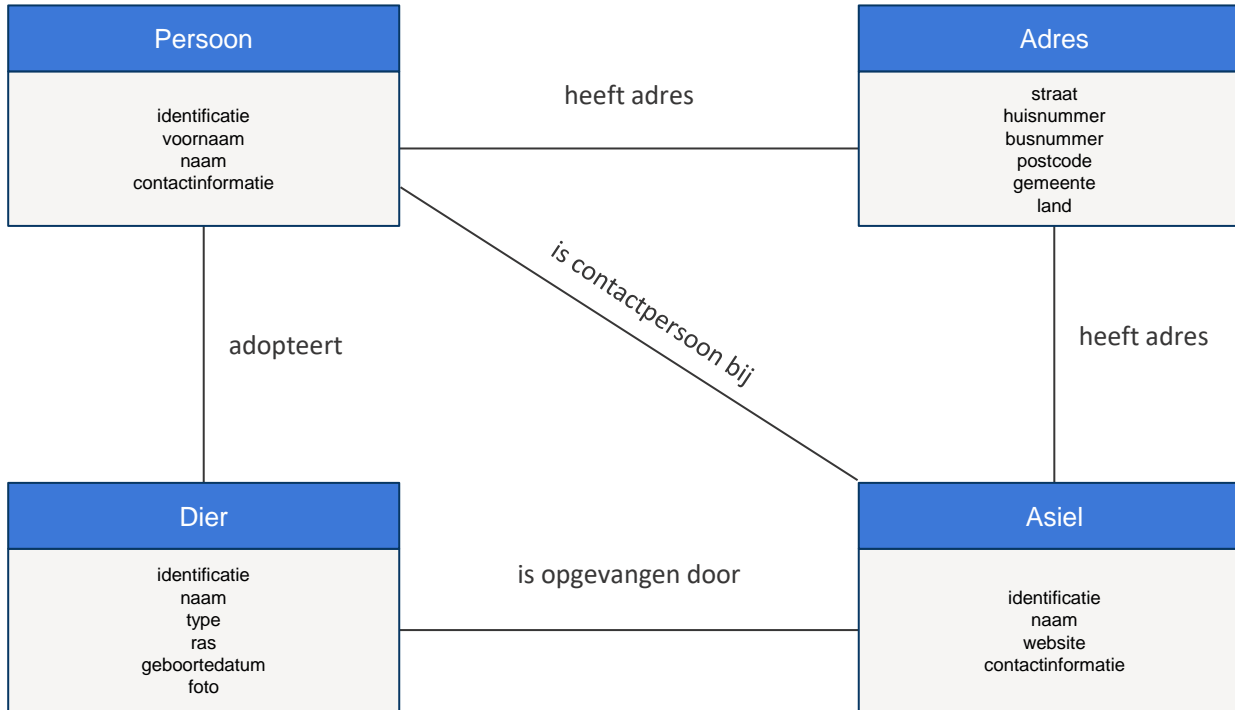 Persoon
identificatie
voornaam
naam
contactinformatie
heeft adres
Adres
straat
huisnummer
busnummer
postcode
gemeente
land
adopteert
is contactpersoon bij
heeft adres
Dier
identificatie
naam
type
ras
geboortedatum
foto
is opgevangen door
Asiel
identificatie
naam
website
contactinformatie